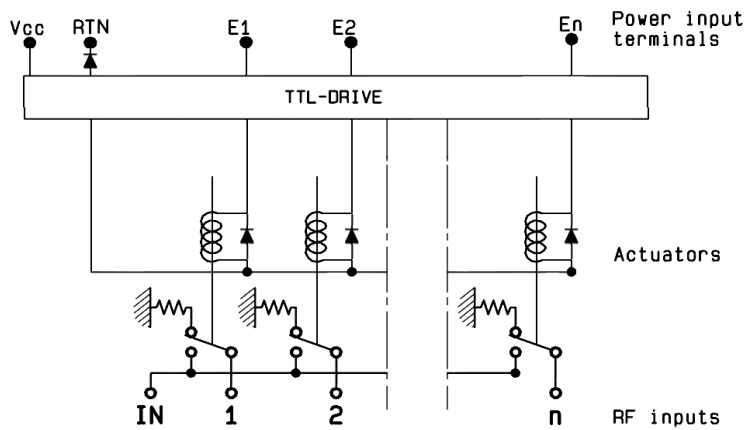 Vcc RTN E1 E2 En Power input
terminals
TTL-DRIVE
Actuators
IN 1 2 n RF inputs